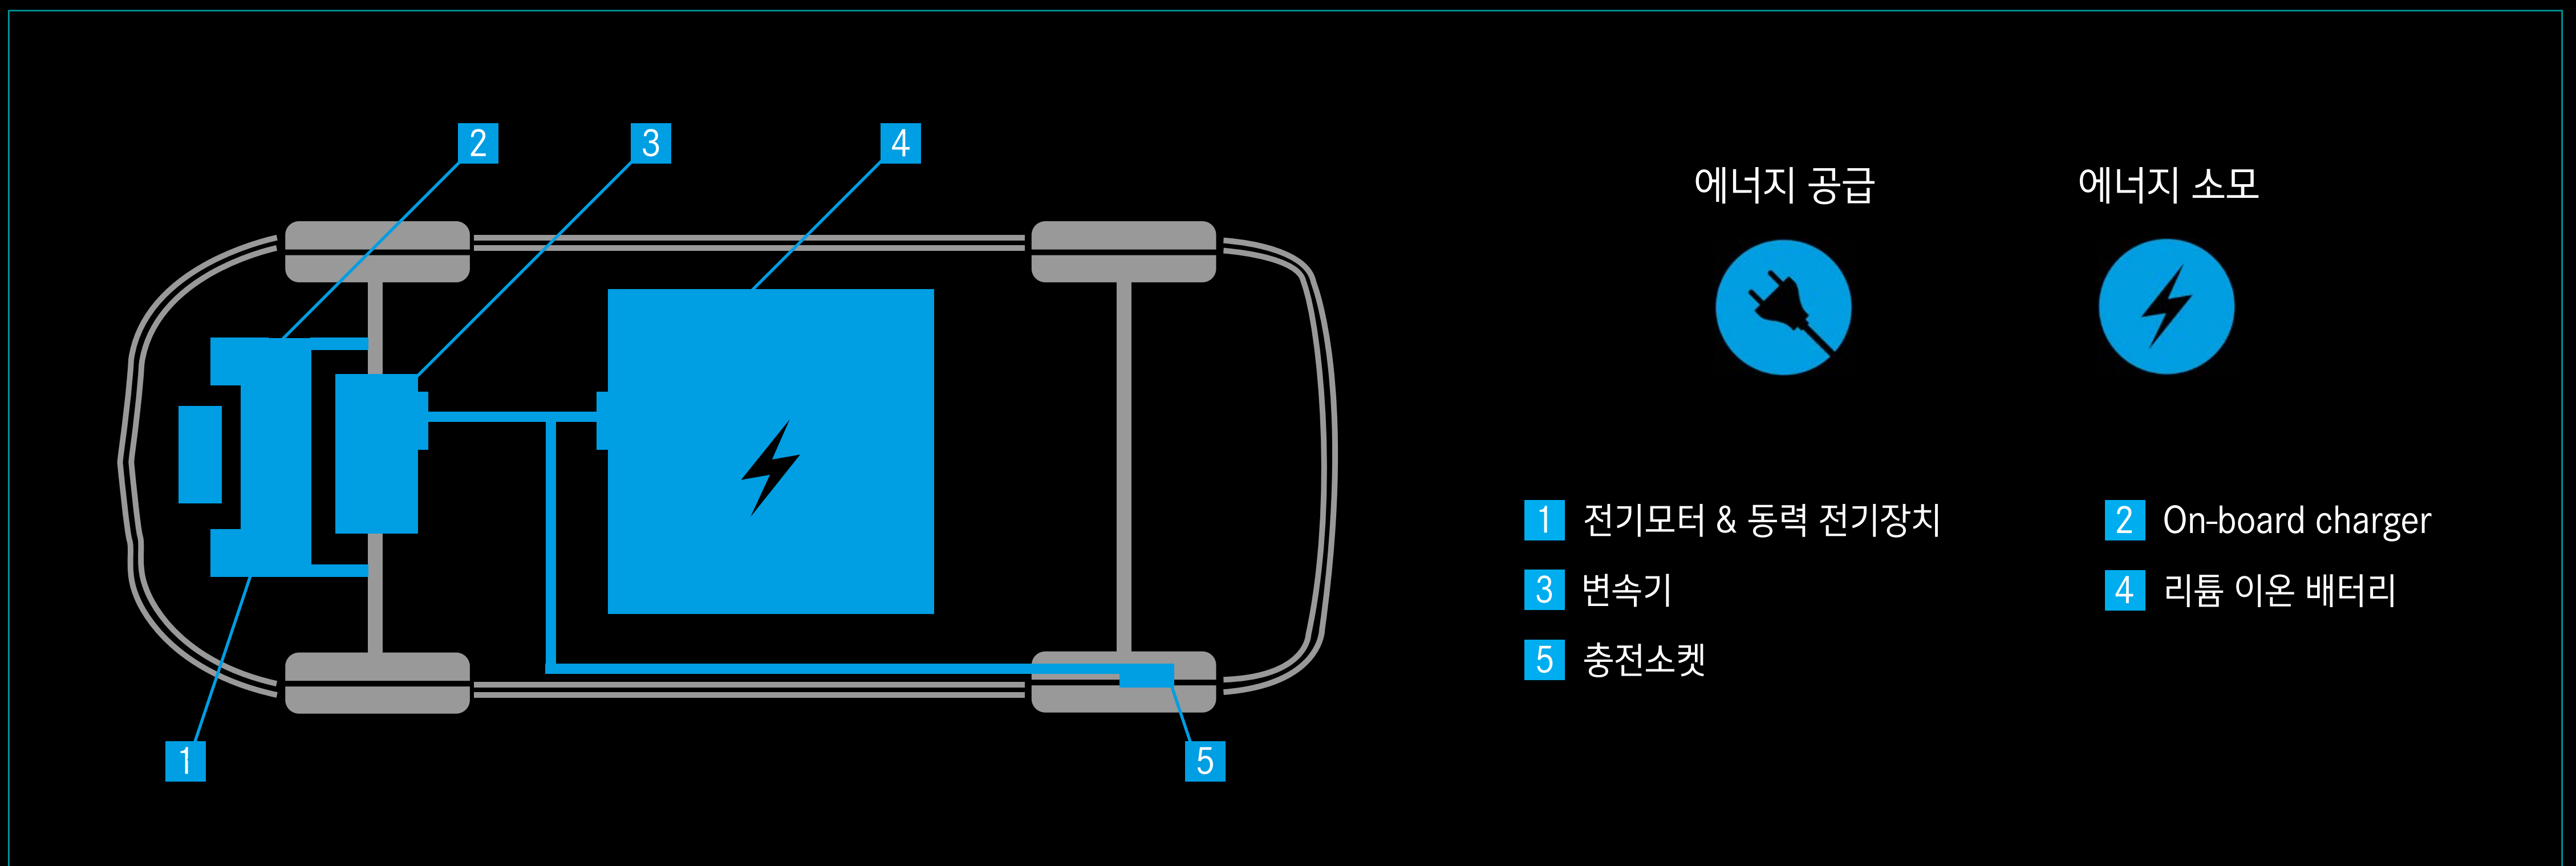 2
3
4
에너지 공급
에너지 소모
1 전기모터 & 동력 전기장치
2 On-board charger
3 변속기
4 리튬 이온 배터리
5 충전소켓
1
5